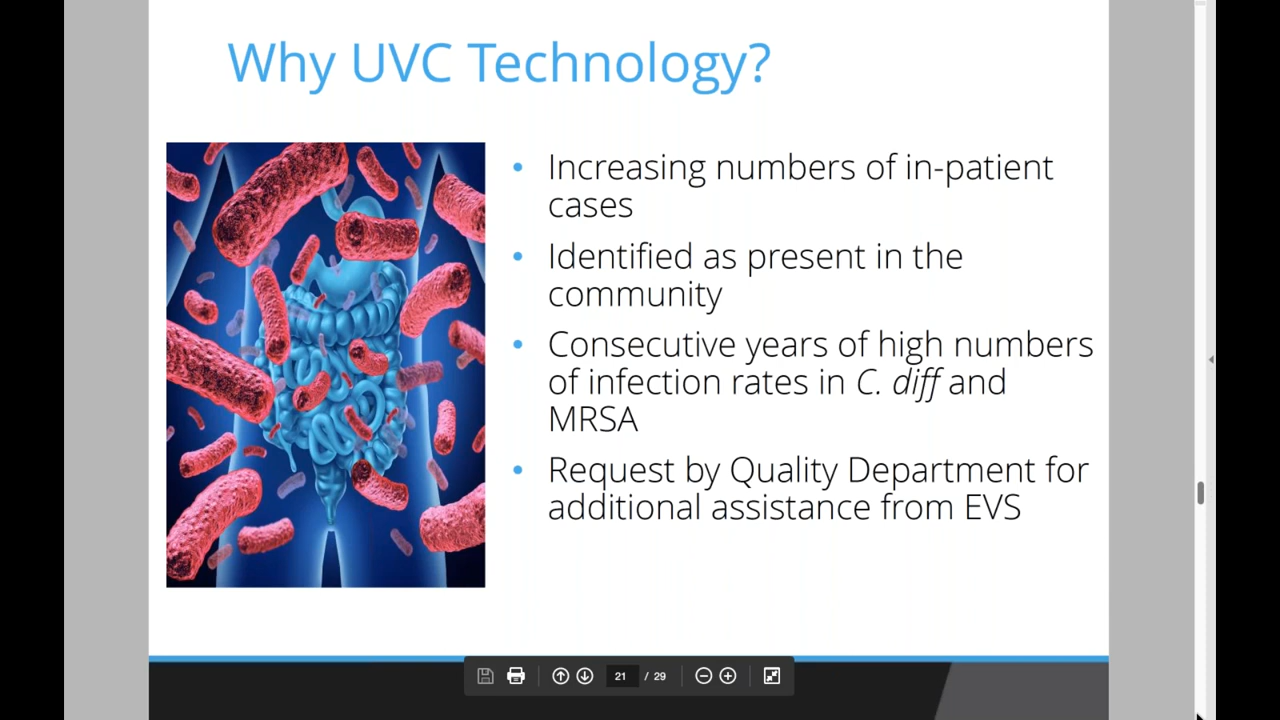 Why UVC Technology?
• Increasing numbers of in-patient
cases
• Identified as present in the
community
• Consecutive years of high numbers
of infection rates in C. diff and
MRSA
• Request by Quality Department for
additional assistance from EVS
21 / 29